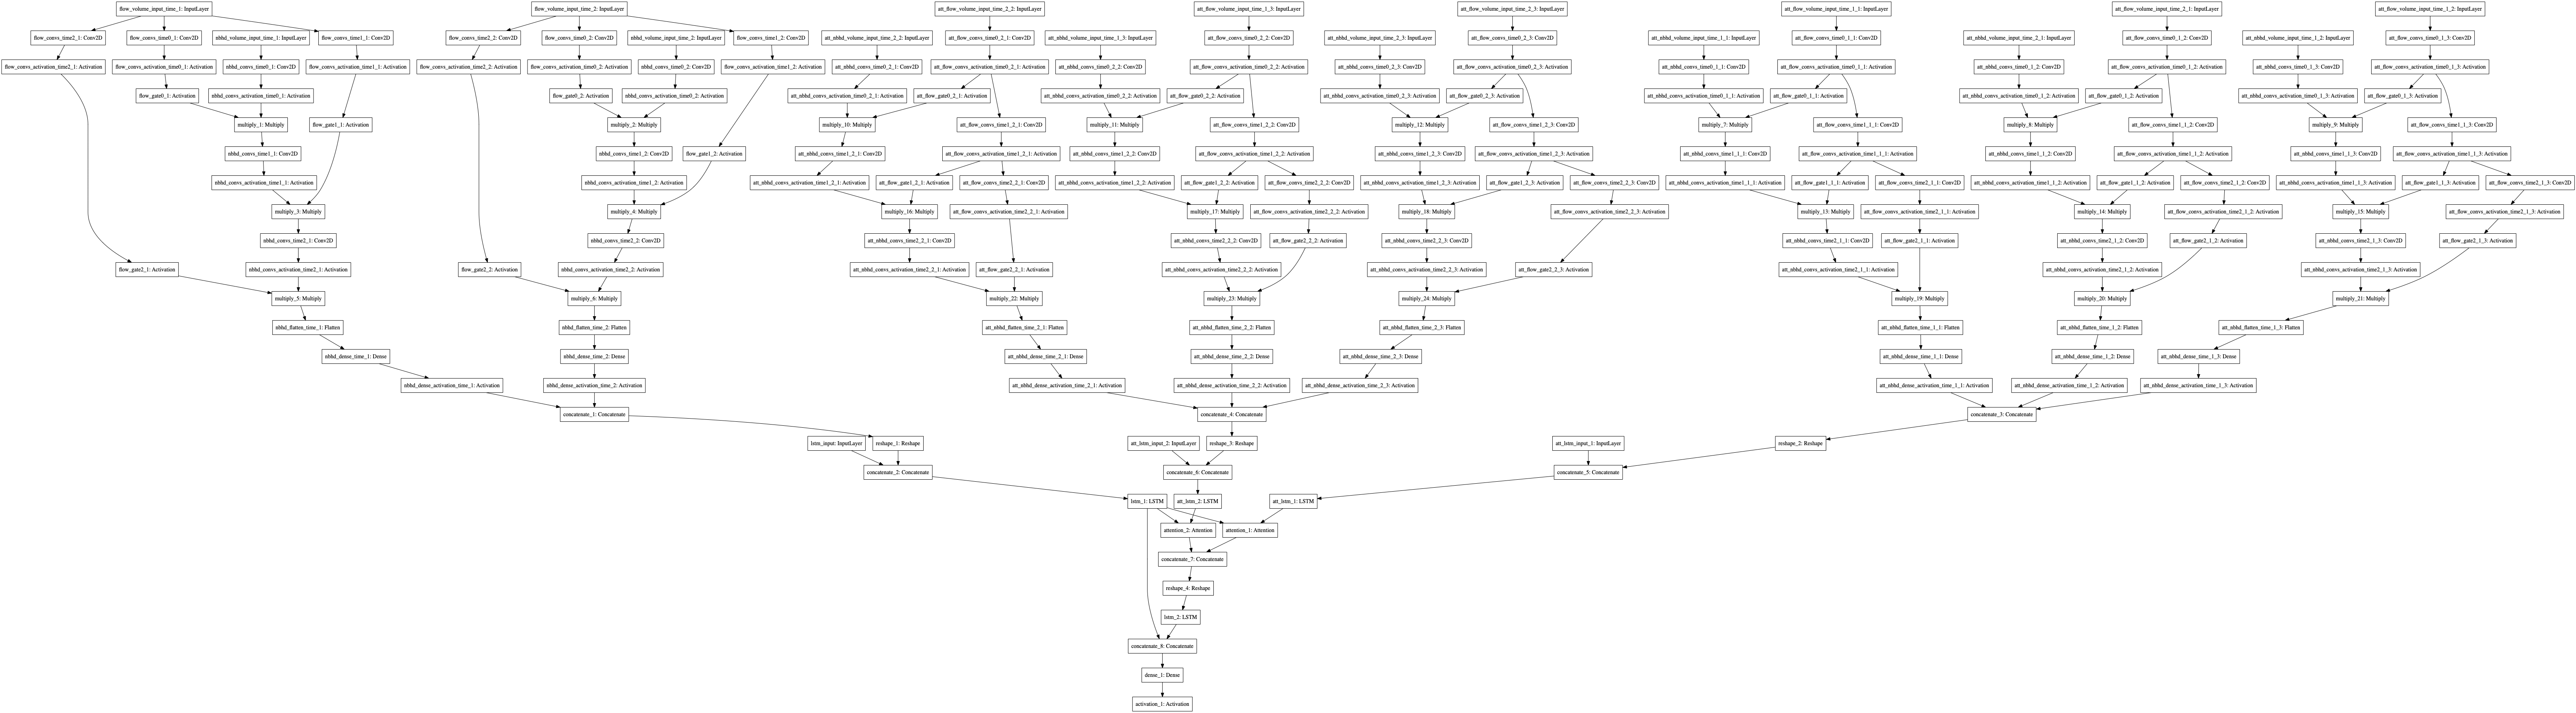 flow_volume_input_time_1: InputLayer
flow_volume_input_time_2: InputLayer
att_flow_volume_input_time_2_2: InputLayer
att_flow_volume_input_time_1_3: InputLayer
att_flow_volume_input_time_2_3: InputLayer
att_flow_volume_input_time_1_1: InputLayer
att_flow_volume_input_time_2_1: InputLayer
att_flow_volume_input_time_1_2: InputLayer
flow_convs_time2_1: Conv2D
flow_convs_time0_1: Conv2D
nbhd_volume_input_time_1: InputLayer
flow_convs_time1_1: Conv2D
flow_convs_time2_2: Conv2D
flow_convs_time0_2: Conv2D
nbhd_volume_input_time_2: InputLayer
flow_convs_time1_2: Conv2D
att_nbhd_volume_input_time_2_2: InputLayer
att_flow_convs_time0_2_1: Conv2D
att_nbhd_volume_input_time_1_3: InputLayer
att_flow_convs_time0_2_2: Conv2D
att_nbhd_volume_input_time_2_3: InputLayer
att_flow_convs_time0_2_3: Conv2D
att_nbhd_volume_input_time_1_1: InputLayer
att_flow_convs_time0_1_1: Conv2D
att_nbhd_volume_input_time_2_1: InputLayer
att_flow_convs_time0_1_2: Conv2D
att_nbhd_volume_input_time_1_2: InputLayer
att_flow_convs_time0_1_3: Conv2D
flow_convs_activation_time2_1: Activation
flow_convs_activation_time0_1: Activation
nbhd_convs_time0_1: Conv2D
flow_convs_activation_time1_1: Activation
flow_convs_activation_time2_2: Activation
flow_convs_activation_time0_2: Activation
nbhd_convs_time0_2: Conv2D
flow_convs_activation_time1_2: Activation
att_nbhd_convs_time0_2_1: Conv2D
att_flow_convs_activation_time0_2_1: Activation
att_nbhd_convs_time0_2_2: Conv2D
att_flow_convs_activation_time0_2_2: Activation
att_nbhd_convs_time0_2_3: Conv2D
att_flow_convs_activation_time0_2_3: Activation
att_nbhd_convs_time0_1_1: Conv2D
att_flow_convs_activation_time0_1_1: Activation
att_nbhd_convs_time0_1_2: Conv2D
att_flow_convs_activation_time0_1_2: Activation
att_nbhd_convs_time0_1_3: Conv2D
att_flow_convs_activation_time0_1_3: Activation
flow_gate0_1: Activation
nbhd_convs_activation_time0_1: Activation
flow_gate0_2: Activation
nbhd_convs_activation_time0_2: Activation
att_nbhd_convs_activation_time0_2_1: Activation
att_flow_gate0_2_1: Activation
att_nbhd_convs_activation_time0_2_2: Activation
att_flow_gate0_2_2: Activation
att_nbhd_convs_activation_time0_2_3: Activation
att_flow_gate0_2_3: Activation
att_nbhd_convs_activation_time0_1_1: Activation
att_flow_gate0_1_1: Activation
att_nbhd_convs_activation_time0_1_2: Activation
att_flow_gate0_1_2: Activation
att_nbhd_convs_activation_time0_1_3: Activation
att_flow_gate0_1_3: Activation
multiply_1: Multiply
flow_gate1_1: Activation
multiply_2: Multiply
multiply_10: Multiply
att_flow_convs_time1_2_1: Conv2D
multiply_11: Multiply
att_flow_convs_time1_2_2: Conv2D
multiply_12: Multiply
att_flow_convs_time1_2_3: Conv2D
multiply_7: Multiply
att_flow_convs_time1_1_1: Conv2D
multiply_8: Multiply
att_flow_convs_time1_1_2: Conv2D
multiply_9: Multiply
att_flow_convs_time1_1_3: Conv2D
nbhd_convs_time1_1: Conv2D
nbhd_convs_time1_2: Conv2D
flow_gate1_2: Activation
att_nbhd_convs_time1_2_1: Conv2D
att_flow_convs_activation_time1_2_1: Activation
att_nbhd_convs_time1_2_2: Conv2D
att_flow_convs_activation_time1_2_2: Activation
att_nbhd_convs_time1_2_3: Conv2D
att_flow_convs_activation_time1_2_3: Activation
att_nbhd_convs_time1_1_1: Conv2D
att_flow_convs_activation_time1_1_1: Activation
att_nbhd_convs_time1_1_2: Conv2D
att_flow_convs_activation_time1_1_2: Activation
att_nbhd_convs_time1_1_3: Conv2D
att_flow_convs_activation_time1_1_3: Activation
nbhd_convs_activation_time1_1: Activation
nbhd_convs_activation_time1_2: Activation
att_nbhd_convs_activation_time1_2_1: Activation
att_flow_gate1_2_1: Activation
att_flow_convs_time2_2_1: Conv2D
att_nbhd_convs_activation_time1_2_2: Activation
att_flow_gate1_2_2: Activation
att_flow_convs_time2_2_2: Conv2D
att_nbhd_convs_activation_time1_2_3: Activation
att_flow_gate1_2_3: Activation
att_flow_convs_time2_2_3: Conv2D
att_nbhd_convs_activation_time1_1_1: Activation
att_flow_gate1_1_1: Activation
att_flow_convs_time2_1_1: Conv2D
att_nbhd_convs_activation_time1_1_2: Activation
att_flow_gate1_1_2: Activation
att_flow_convs_time2_1_2: Conv2D
att_nbhd_convs_activation_time1_1_3: Activation
att_flow_gate1_1_3: Activation
att_flow_convs_time2_1_3: Conv2D
multiply_3: Multiply
multiply_4: Multiply
multiply_16: Multiply
att_flow_convs_activation_time2_2_1: Activation
multiply_17: Multiply
att_flow_convs_activation_time2_2_2: Activation
multiply_18: Multiply
att_flow_convs_activation_time2_2_3: Activation
multiply_13: Multiply
att_flow_convs_activation_time2_1_1: Activation
multiply_14: Multiply
att_flow_convs_activation_time2_1_2: Activation
multiply_15: Multiply
att_flow_convs_activation_time2_1_3: Activation
nbhd_convs_time2_1: Conv2D
nbhd_convs_time2_2: Conv2D
att_nbhd_convs_time2_2_1: Conv2D
att_nbhd_convs_time2_2_2: Conv2D
att_flow_gate2_2_2: Activation
att_nbhd_convs_time2_2_3: Conv2D
att_nbhd_convs_time2_1_1: Conv2D
att_flow_gate2_1_1: Activation
att_nbhd_convs_time2_1_2: Conv2D
att_flow_gate2_1_2: Activation
att_nbhd_convs_time2_1_3: Conv2D
att_flow_gate2_1_3: Activation
flow_gate2_1: Activation
nbhd_convs_activation_time2_1: Activation
flow_gate2_2: Activation
nbhd_convs_activation_time2_2: Activation
att_nbhd_convs_activation_time2_2_1: Activation
att_flow_gate2_2_1: Activation
att_nbhd_convs_activation_time2_2_2: Activation
att_nbhd_convs_activation_time2_2_3: Activation
att_flow_gate2_2_3: Activation
att_nbhd_convs_activation_time2_1_1: Activation
att_nbhd_convs_activation_time2_1_2: Activation
att_nbhd_convs_activation_time2_1_3: Activation
multiply_5: Multiply
multiply_6: Multiply
multiply_22: Multiply
multiply_23: Multiply
multiply_24: Multiply
multiply_19: Multiply
multiply_20: Multiply
multiply_21: Multiply
nbhd_flatten_time_1: Flatten
nbhd_flatten_time_2: Flatten
att_nbhd_flatten_time_2_1: Flatten
att_nbhd_flatten_time_2_2: Flatten
att_nbhd_flatten_time_2_3: Flatten
att_nbhd_flatten_time_1_1: Flatten
att_nbhd_flatten_time_1_2: Flatten
att_nbhd_flatten_time_1_3: Flatten
nbhd_dense_time_1: Dense
nbhd_dense_time_2: Dense
att_nbhd_dense_time_2_1: Dense
att_nbhd_dense_time_2_2: Dense
att_nbhd_dense_time_2_3: Dense
att_nbhd_dense_time_1_1: Dense
att_nbhd_dense_time_1_2: Dense
att_nbhd_dense_time_1_3: Dense
nbhd_dense_activation_time_1: Activation
nbhd_dense_activation_time_2: Activation
att_nbhd_dense_activation_time_2_1: Activation
att_nbhd_dense_activation_time_2_2: Activation
att_nbhd_dense_activation_time_2_3: Activation
att_nbhd_dense_activation_time_1_1: Activation
att_nbhd_dense_activation_time_1_2: Activation
att_nbhd_dense_activation_time_1_3: Activation
concatenate_1: Concatenate
concatenate_4: Concatenate
concatenate_3: Concatenate
lstm_input: InputLayer
reshape_1: Reshape
att_lstm_input_2: InputLayer
reshape_3: Reshape
att_lstm_input_1: InputLayer
reshape_2: Reshape
concatenate_2: Concatenate
concatenate_6: Concatenate
concatenate_5: Concatenate
lstm_1: LSTM
att_lstm_2: LSTM
att_lstm_1: LSTM
attention_2: Attention
attention_1: Attention
concatenate_7: Concatenate
reshape_4: Reshape
lstm_2: LSTM
concatenate_8: Concatenate
dense_1: Dense
activation_1: Activation